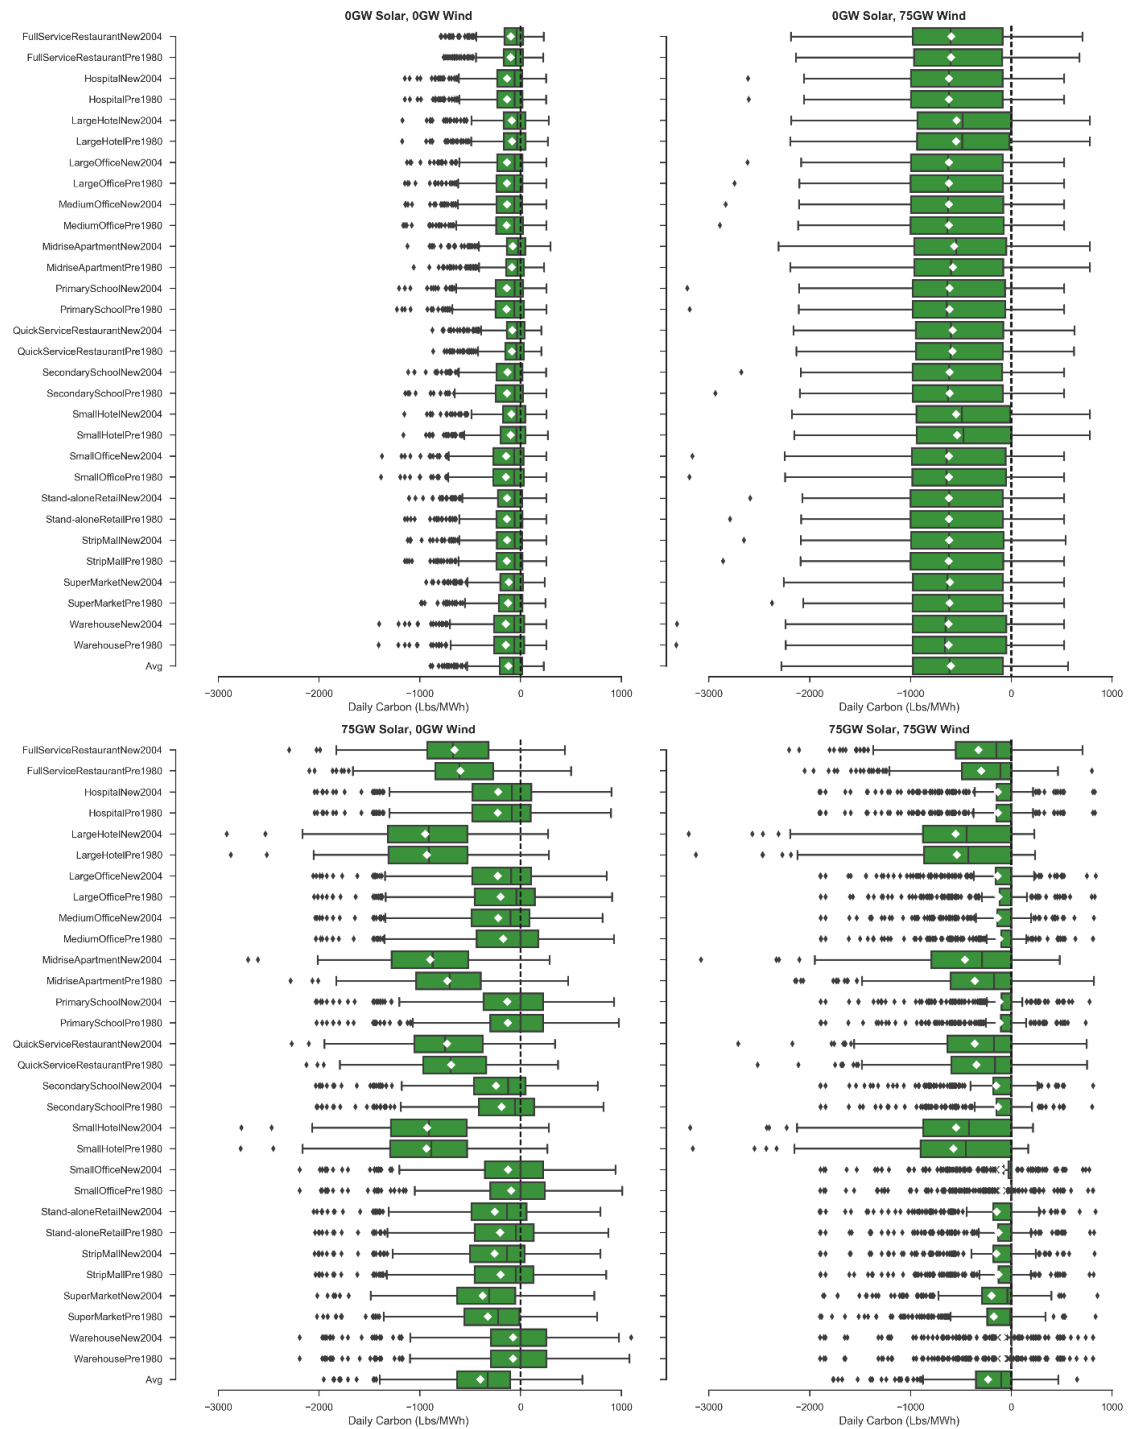 0GW Solar, 0GW Wind
0GW Solar, 75GW Wind
FullServiceRestaurantNew2004
FullServiceRestaurantPre1980
HospitalNew2004
HospitalPre1980
LargeHotelNew2004
LargeHotelPre1980
LargeOfficeNew2004
LargeOfficePre1980
MediumOfficeNew2004
MediumOfficePre1980
MidriseApartmentNew2004
MidriseApartmentPre1980
PrimarySchoolNew2004
PrimarySchoolPre1980
QuickServiceRestaurantNew2004
QuickServiceRestaurantPre1980
SecondarySchoolNew2004
SecondarySchoolPre1980
SmallHotelNew2004
SmallHotelPre1980
SmallOfficeNew2004
SmallOfficePre1980
Stand-aloneRetailNew2004
Stand-aloneRetailPre1980
StripMallNew2004
StripMallPre1980
SuperMarketNew2004
SuperMarketPre1980
WarehouseNew2004
WarehousePre1980
Avg
−3000 −2000 −1000 0 1000
Daily Carbon (Lbs/MWh)
−3000 −2000 −1000 0 1000
Daily Carbon (Lbs/MWh)
75GW Solar, 0GW Wind
75GW Solar, 75GW Wind
FullServiceRestaurantNew2004
FullServiceRestaurantPre1980
HospitalNew2004
HospitalPre1980
LargeHotelNew2004
LargeHotelPre1980
LargeOfficeNew2004
LargeOfficePre1980
MediumOfficeNew2004
MediumOfficePre1980
MidriseApartmentNew2004
MidriseApartmentPre1980
PrimarySchoolNew2004
PrimarySchoolPre1980
QuickServiceRestaurantNew2004
QuickServiceRestaurantPre1980
SecondarySchoolNew2004
SecondarySchoolPre1980
SmallHotelNew2004
SmallHotelPre1980
SmallOfficeNew2004
SmallOfficePre1980
Stand-aloneRetailNew2004
Stand-aloneRetailPre1980
StripMallNew2004
StripMallPre1980
SuperMarketNew2004
SuperMarketPre1980
WarehouseNew2004
WarehousePre1980
Avg
−3000 −2000 −1000 0 1000
Daily Carbon (Lbs/MWh)
−3000 −2000 −1000 0 1000
Daily Carbon (Lbs/MWh)